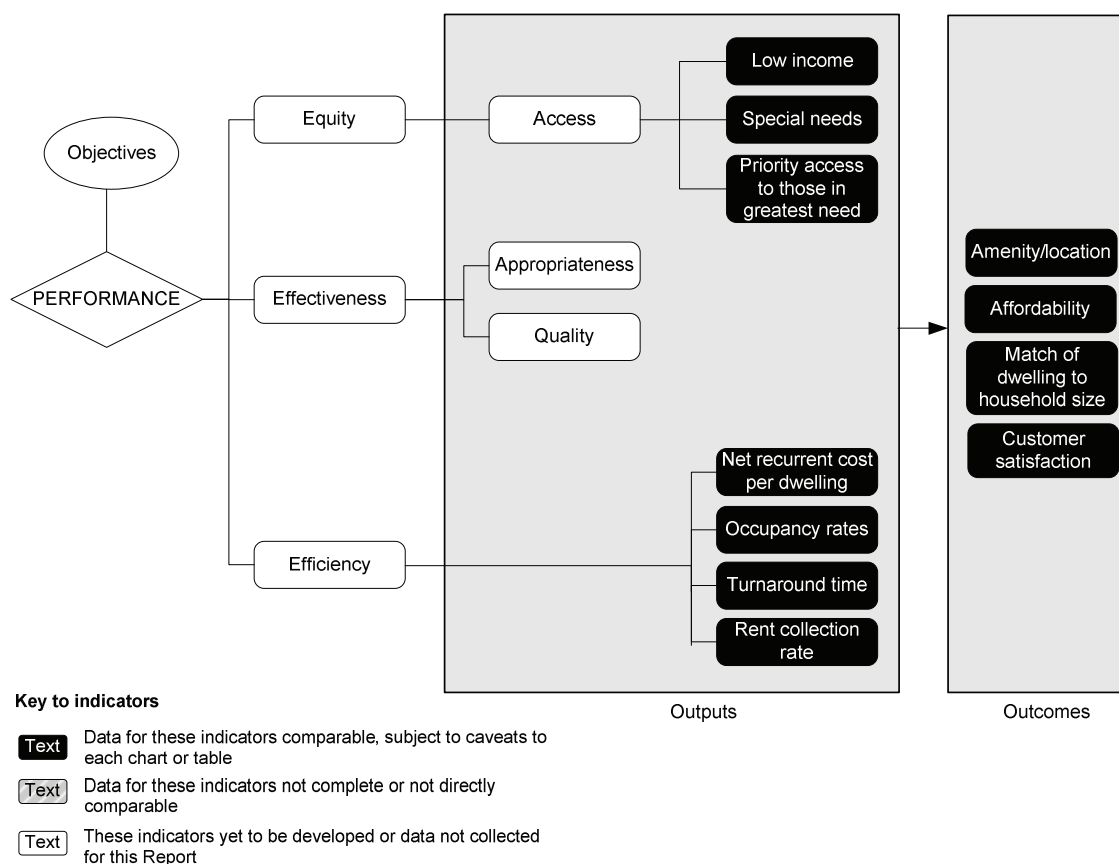 Objectives
PERFORMANCE
Equity
Access
Low income
Special needs
Priority access
to those in
greatest need
Effectiveness
Appropriateness
Quality
Efficiency
Net recurrent cost
per dwelling
Occupancy rates
Turnaround time
Rent collection
rate
Outputs
Amenity/location
Affordability
Match of
dwelling to
household size
Customer
satisfaction
Outcomes
Key to indicators
Text
Data for these indicators comparable, subject to caveats to
each chart or table
Text
Data for these indicators not complete or not directly
comparable
Text
These indicators yet to be developed or data not collected
for this Report